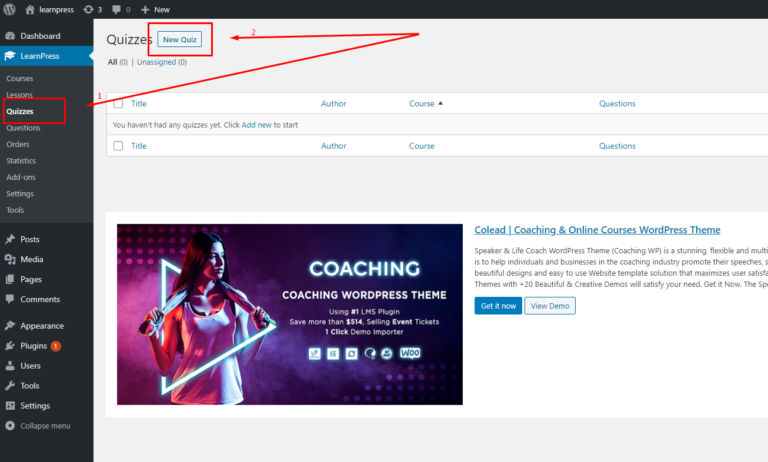 learnpress 3 0 New
Dashboard
LearnPress
Courses
Lessons
Quizzes
Questions
Orders
Statistics
Add-ons
Settings
Tools
Posts
Media
Pages
Comments
Appearance
Plugins 1
Users
Tools
Settings
Collapse menu
Quizzes New Quiz
2
All (0) | Unassigned (0)
1
Title Author Course Questions
You haven't had any quizzes yet. Click Add new to start
Title Author Course Questions
COACHING
COACHING WORDPRESS THEME
Using #1 LMS Plugin
Save more than $514, Selling Event Tickets
1 Click Demo Importer
WOO
Colead | Coaching & Online Courses WordPress Theme
Speaker & Life Coach WordPress Theme (Coaching WP) is a stunning, flexible and multi
is to help individuals and businesses in the coaching industry promote their speeches, s
beautiful designs and easy to use Website template solution that maximizes user satisfa
Themes with +20 Beautiful & Creative Demos will satisfy your need. Get it Now. The Spe
Get it now View Demo